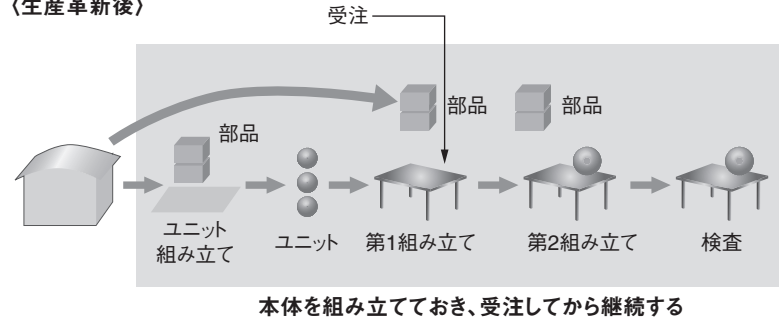 〈生産革新後〉
受注
部品
部品
部品
ユニット
組み立て
ユニット
第1組み立て
第2組み立て
検査
本体を組み立てておき、受注してから継続する